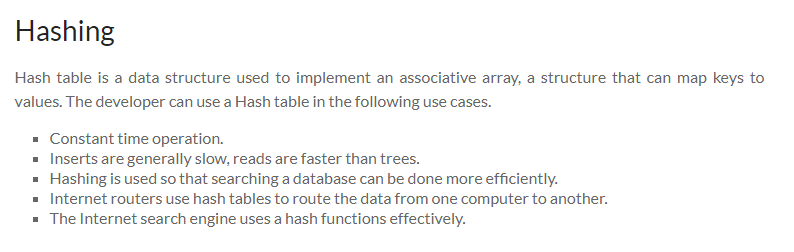 Hashing
Hash table is a data structure used to implement an associative array, a structure that can map keys to
values. The developer can use a Hash table in the following use cases.
▪ Constant time operation.
▪ Inserts are generally slow, reads are faster than trees.
▪ Hashing is used so that searching a database can be done more efficiently.
▪ Internet routers use hash tables to route the data from one computer to another.
▪ The Internet search engine uses a hash functions effectively.